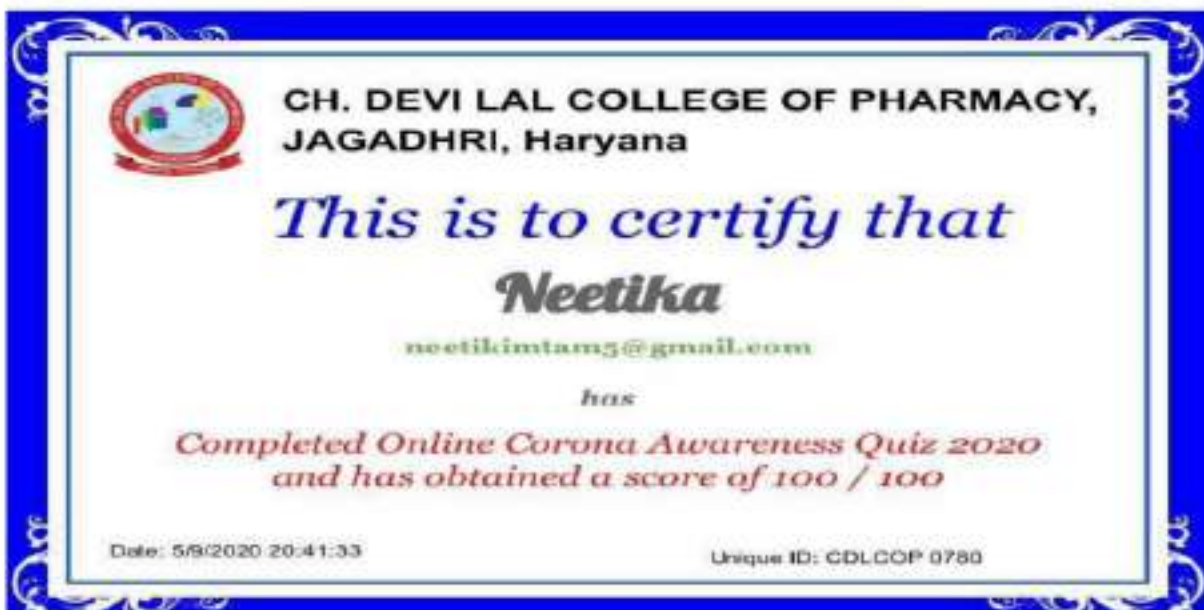 CH. DEVI LAL COLLEGE OF PHARMACY,
JAGADHRI, Haryana
This is to certify that
Neetika
neetikimtam5@gmail.com
has
Completed Online Corona Awareness Quiz 2020
and has obtained a score of 100 / 100
Date: 5/9/2020 20:41:33
Unique ID: CDLCOP 0780